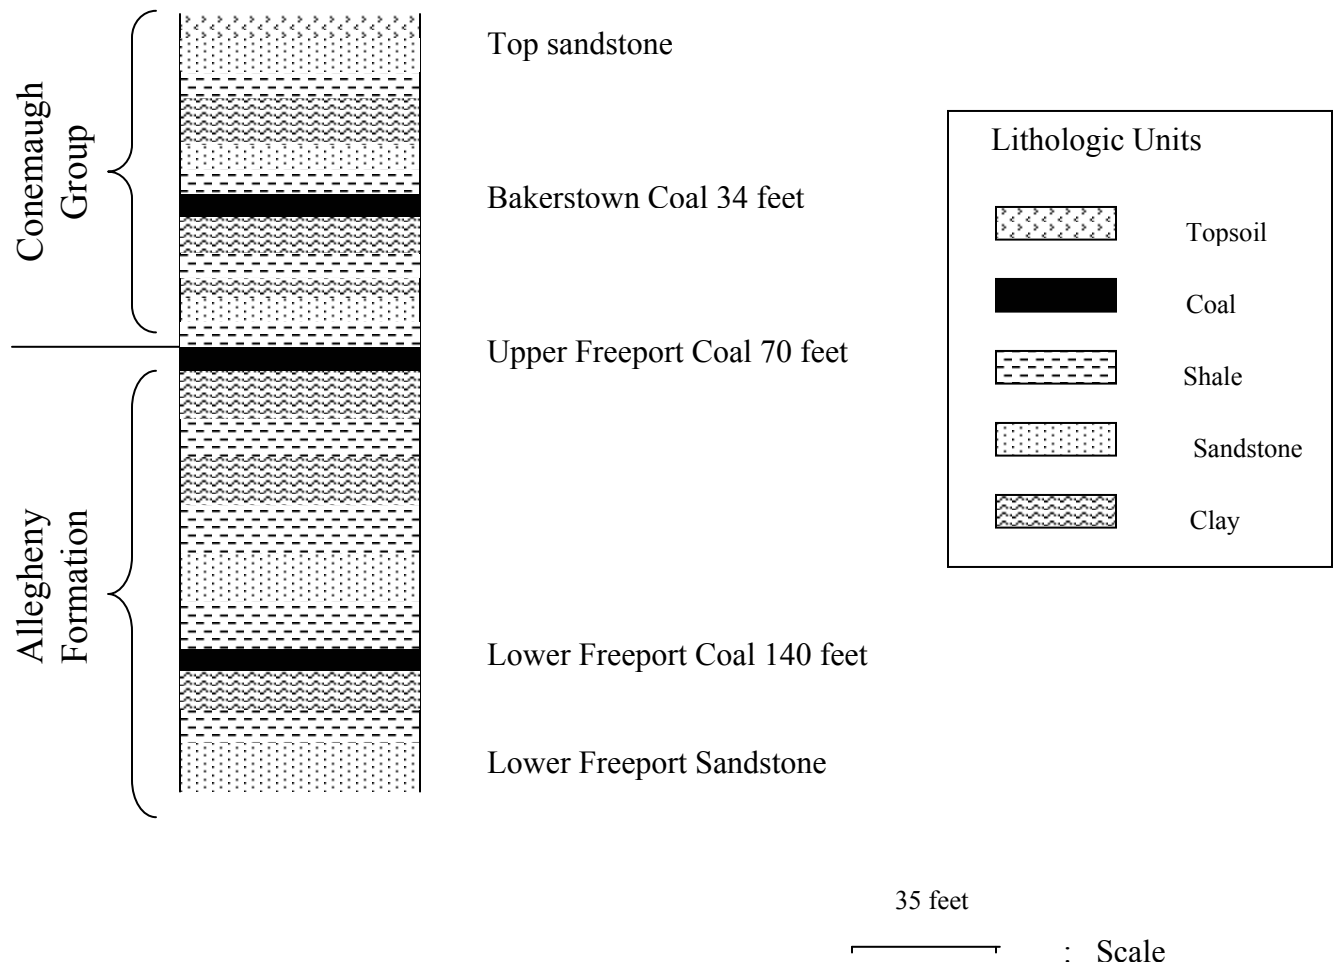 Conemaugh
Group
Allegheny
Formation
Top sandstone
Bakerstown Coal 34 feet
Upper Freeport Coal 70 feet
Lower Freeport Coal 140 feet
Lower Freeport Sandstone
Lithologic Units
Topsoil
Coal
Shale
Sandstone
Clay
35 feet
: Scale